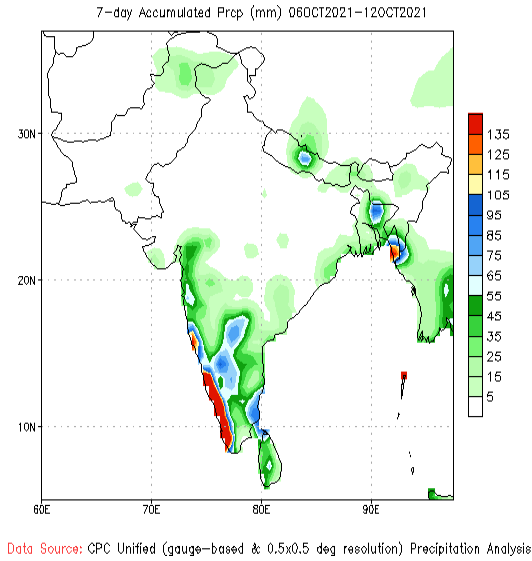 7-day Accumulated Prcp (mm) 06OCT2021-12OCT2021
30N
20N
10N
60E 70E 80E 90E
135
125
115
105
95
85
75
65
55
45
35
25
15
5
Data Source: CPC Unified (gauge-based & 0.5x0.5 deg resolution) Precipitation Analysis